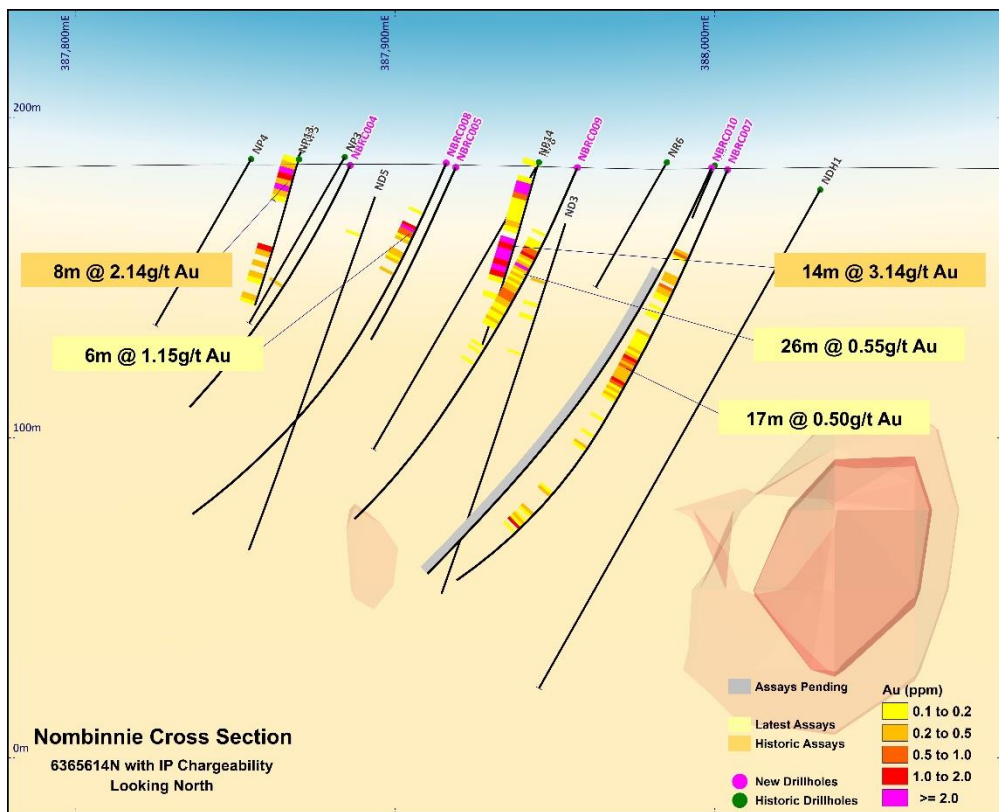 387,800mE
387,900mE
388,000mE
200m
NP4
NP3
NBRC004
NBRC008
NBRC005
NBRC009
NR6
NBRC010
NBRC007
ND5
ND3
NDH1
8m @ 2.14g/t Au
14m @ 3.14g/t Au
6m @ 1.15g/t Au
26m @ 0.55g/t Au
17m @ 0.50g/t Au
100m
0m
Nombinnie Cross Section
6365614N with IP Chargeability
Looking North
Assays Pending
Latest Assays
Historic Assays
New Drillholes
Historic Drillholes
Au (ppm)
0.1 to 0.2
0.2 to 0.5
0.5 to 1.0
1.0 to 2.0
>= 2.0